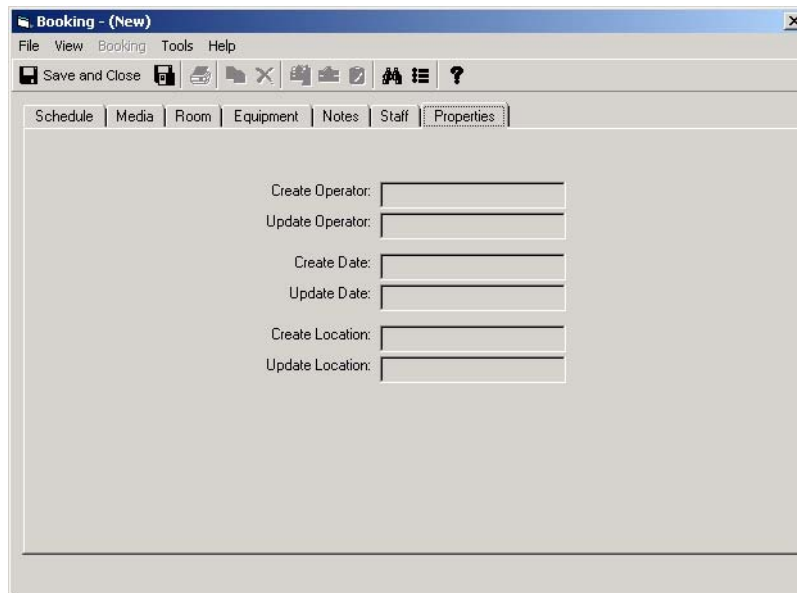 Booking - (New)
File View Booking Tools Help
Save and Close ?
Schedule Media Room Equipment Notes Staff Properties
Create Operator:
Update Operator:
Create Date:
Update Date:
Create Location:
Update Location: